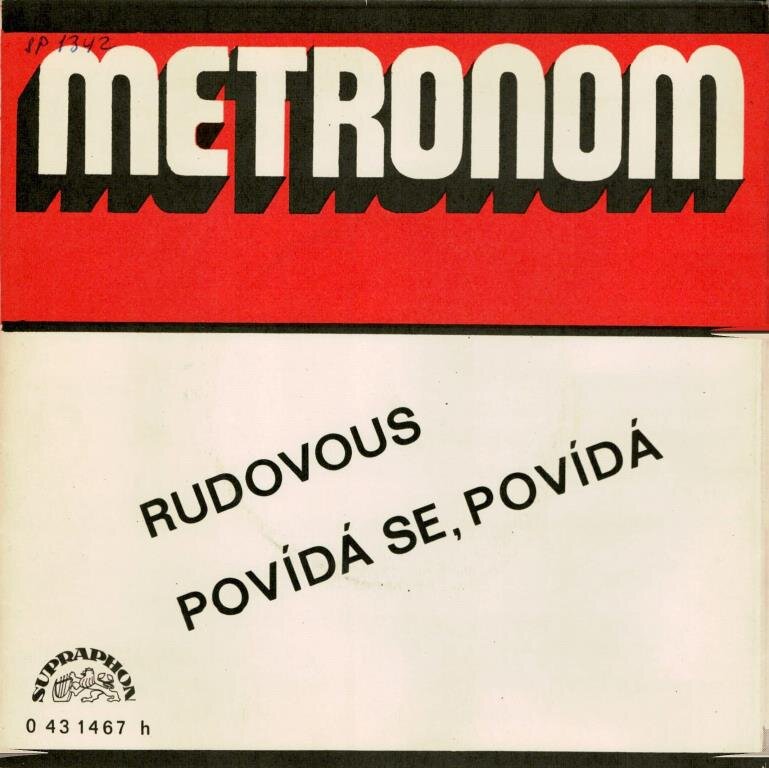 SP 1342
METRONOM
RUDOVOUS
POVÍDÁ SE, POVÍDÁ
SUPRAPHON
0 43 1467 h